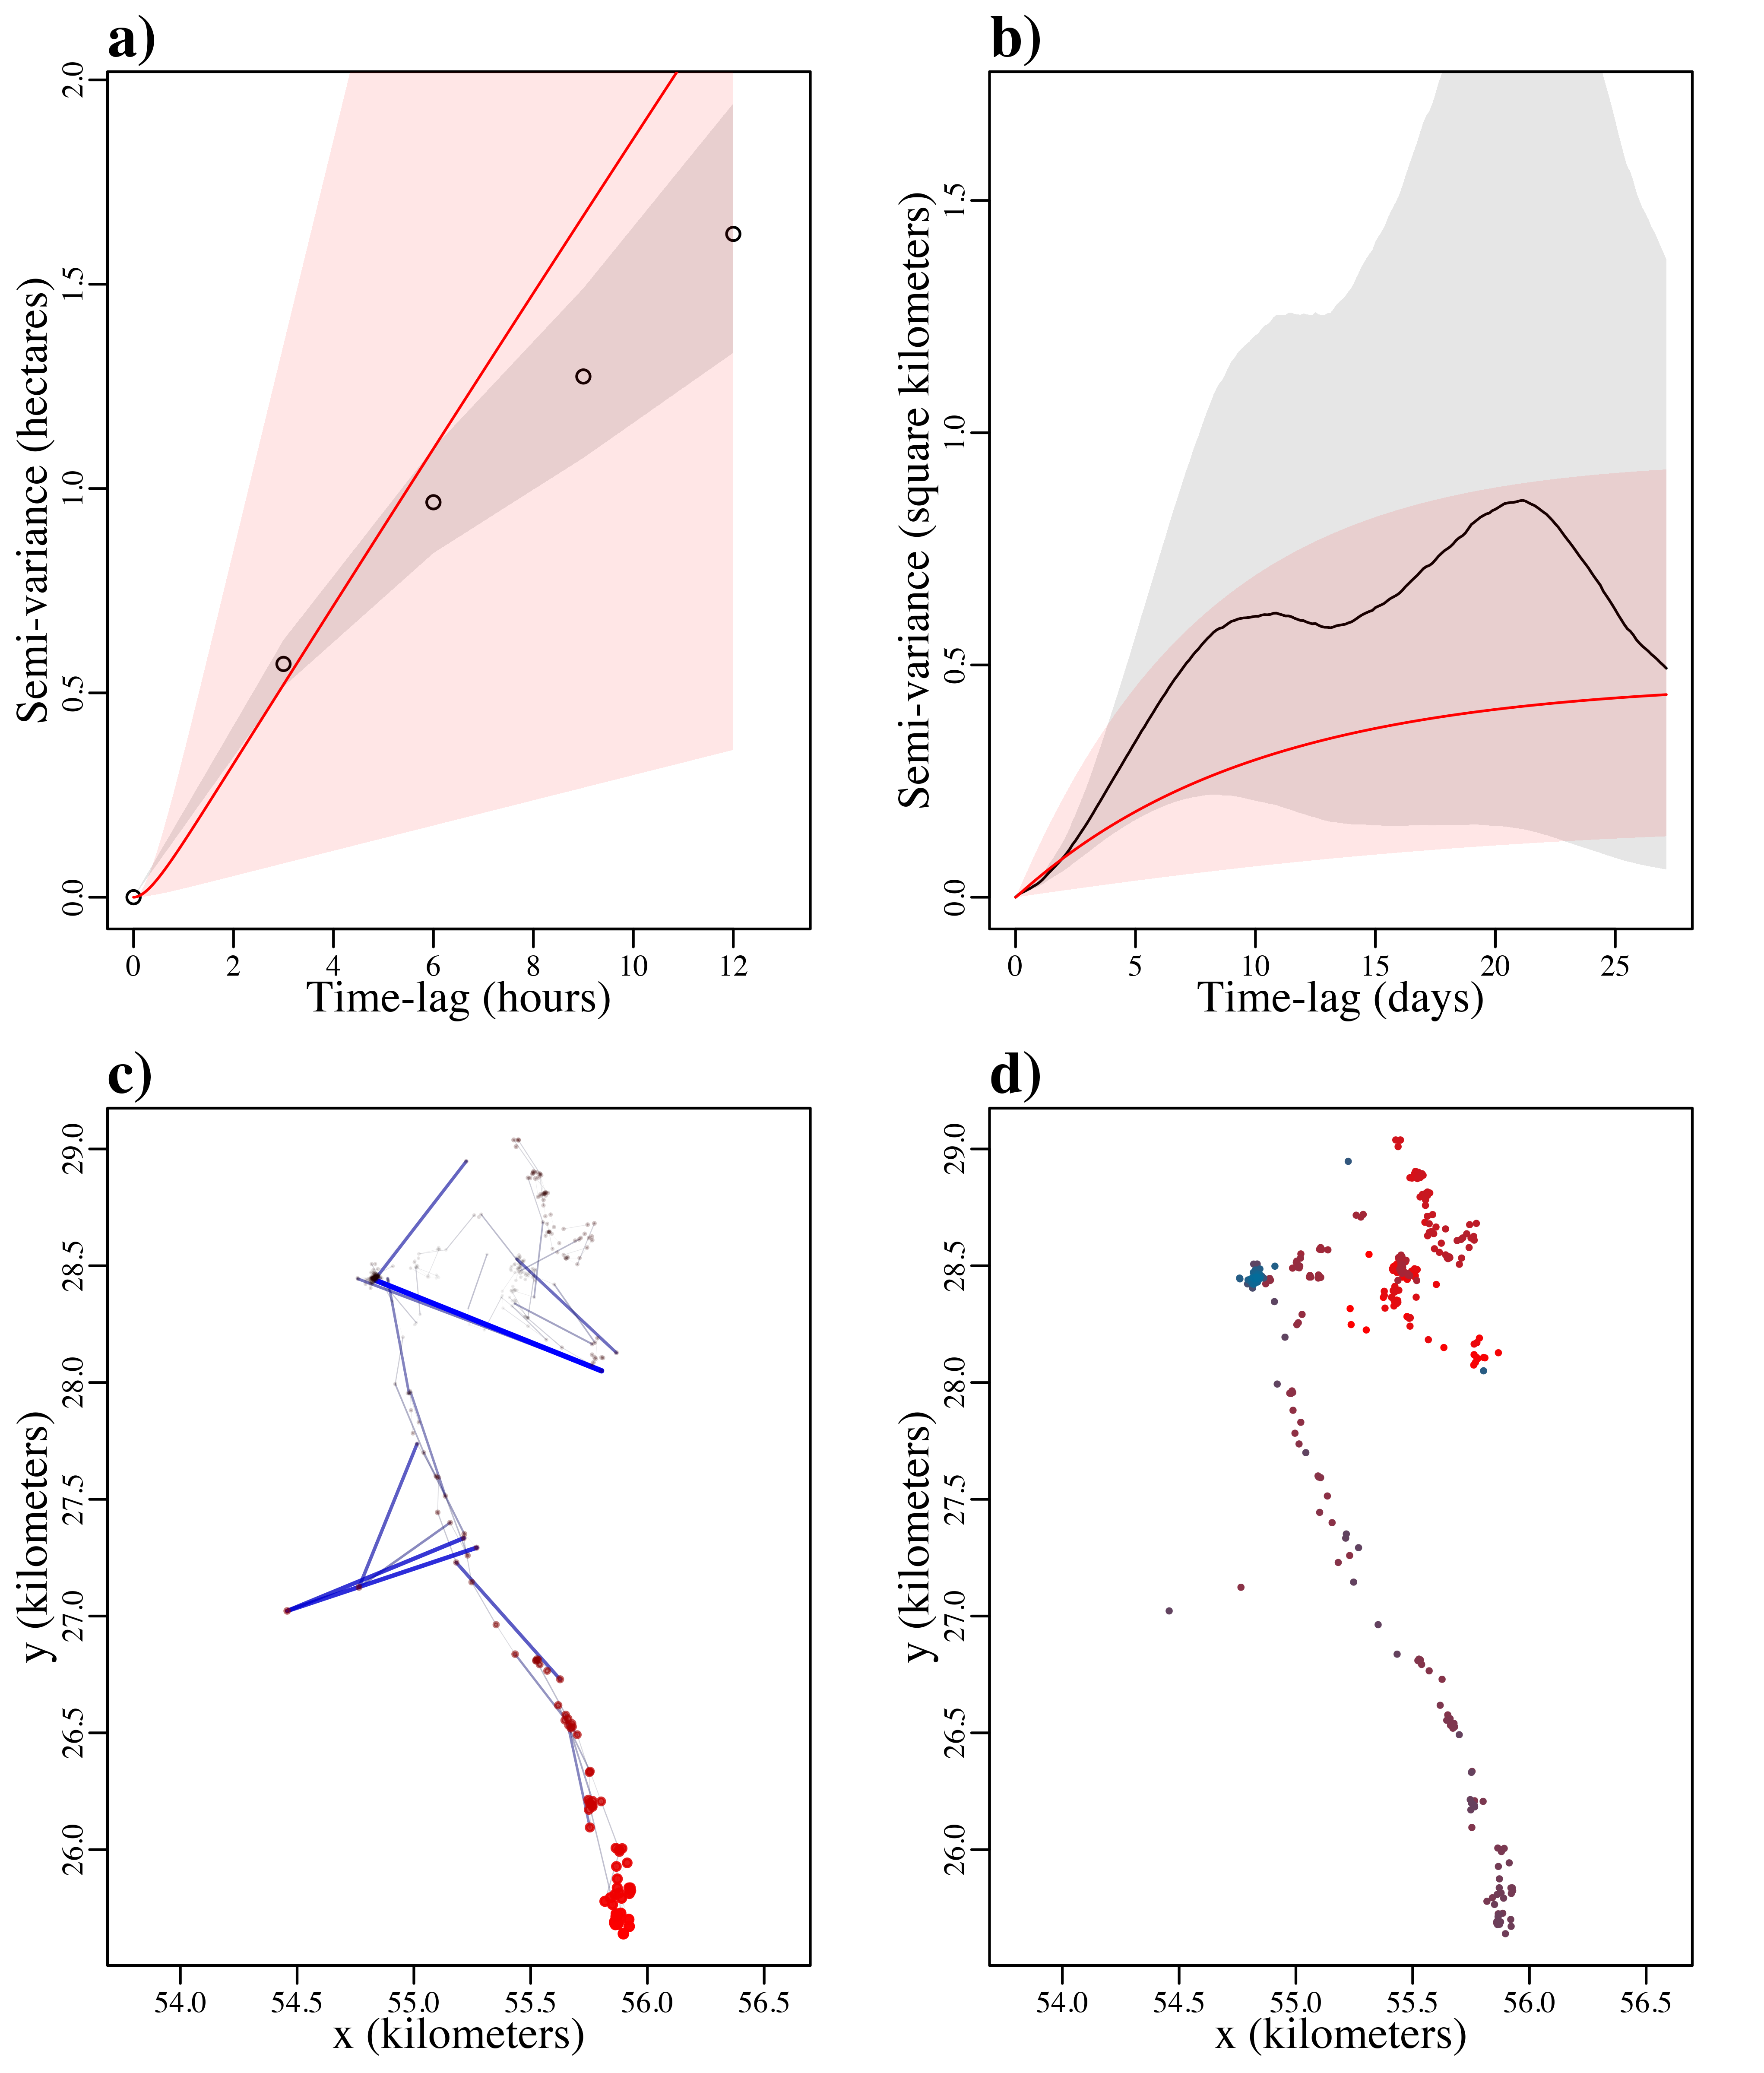 a)
Semi-variance (hectares)
0.0 0.5 1.0 1.5 2.0
0 2 4 6 8 10 12
Time-lag (hours)
b)
Semi-variance (square kilometers)
0.0 0.5 1.0 1.5
0 5 10 15 20 25
Time-lag (days)
c)
y (kilometers)
26.0 26.5 27.0 27.5 28.0 28.5 29.0
54.0 54.5 55.0 55.5 56.0 56.5
x (kilometers)
d)
y (kilometers)
26.0 26.5 27.0 27.5 28.0 28.5 29.0
54.0 54.5 55.0 55.5 56.0 56.5
x (kilometers)